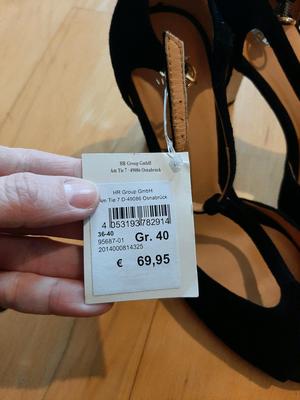 HR Group GmbH
Am Tie 7 · 49086 Osnabrück
HR Group GmbH
Am Tie 7 D-49086 Osnabrück
4 053193 782914
36-40
95687-01 Gr. 40
2014000814325
€ 69,95